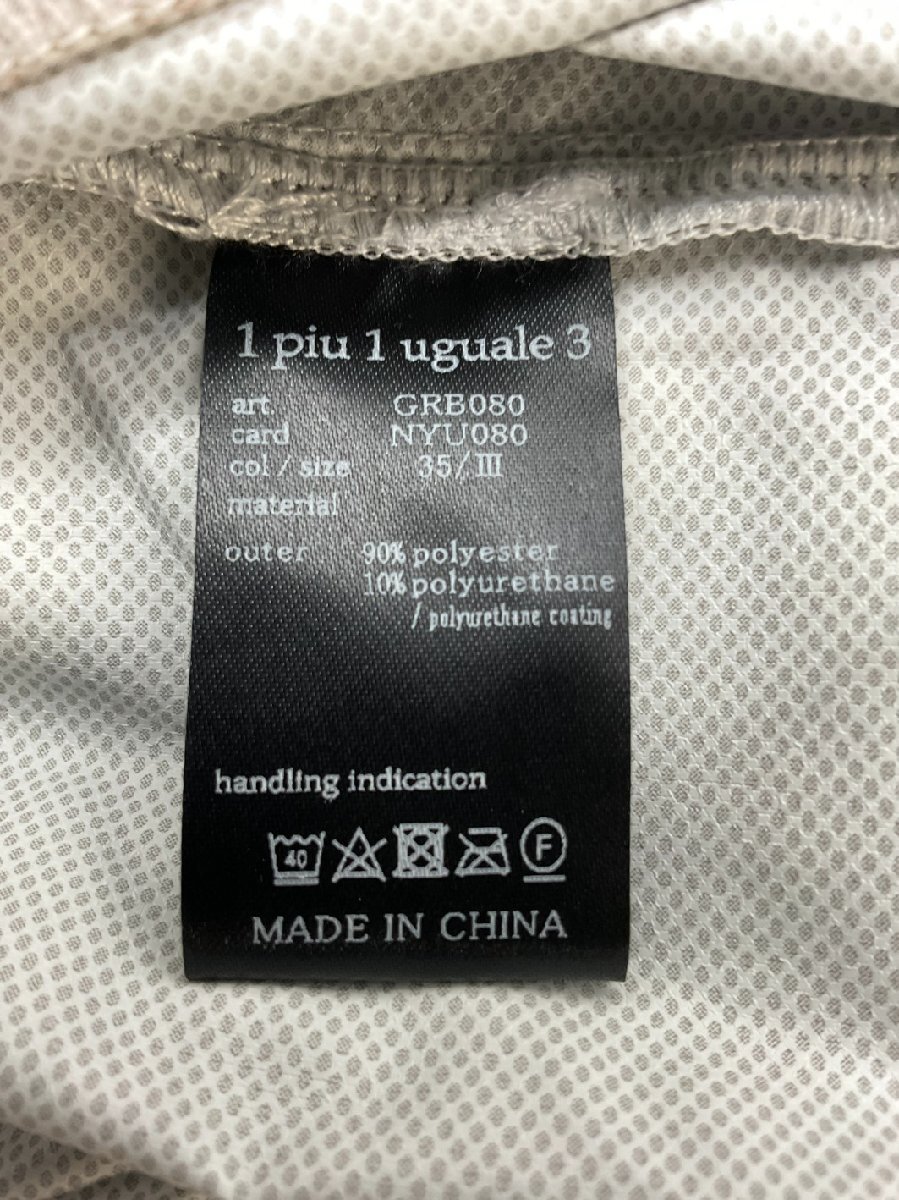 1 piu 1 uguale 3
art. GRB080
card NYU080
col / size 35/III
material
outer 90% polyester
10% polyurethane
/ polyurethane coating
handling indication
40 F
MADE IN CHINA